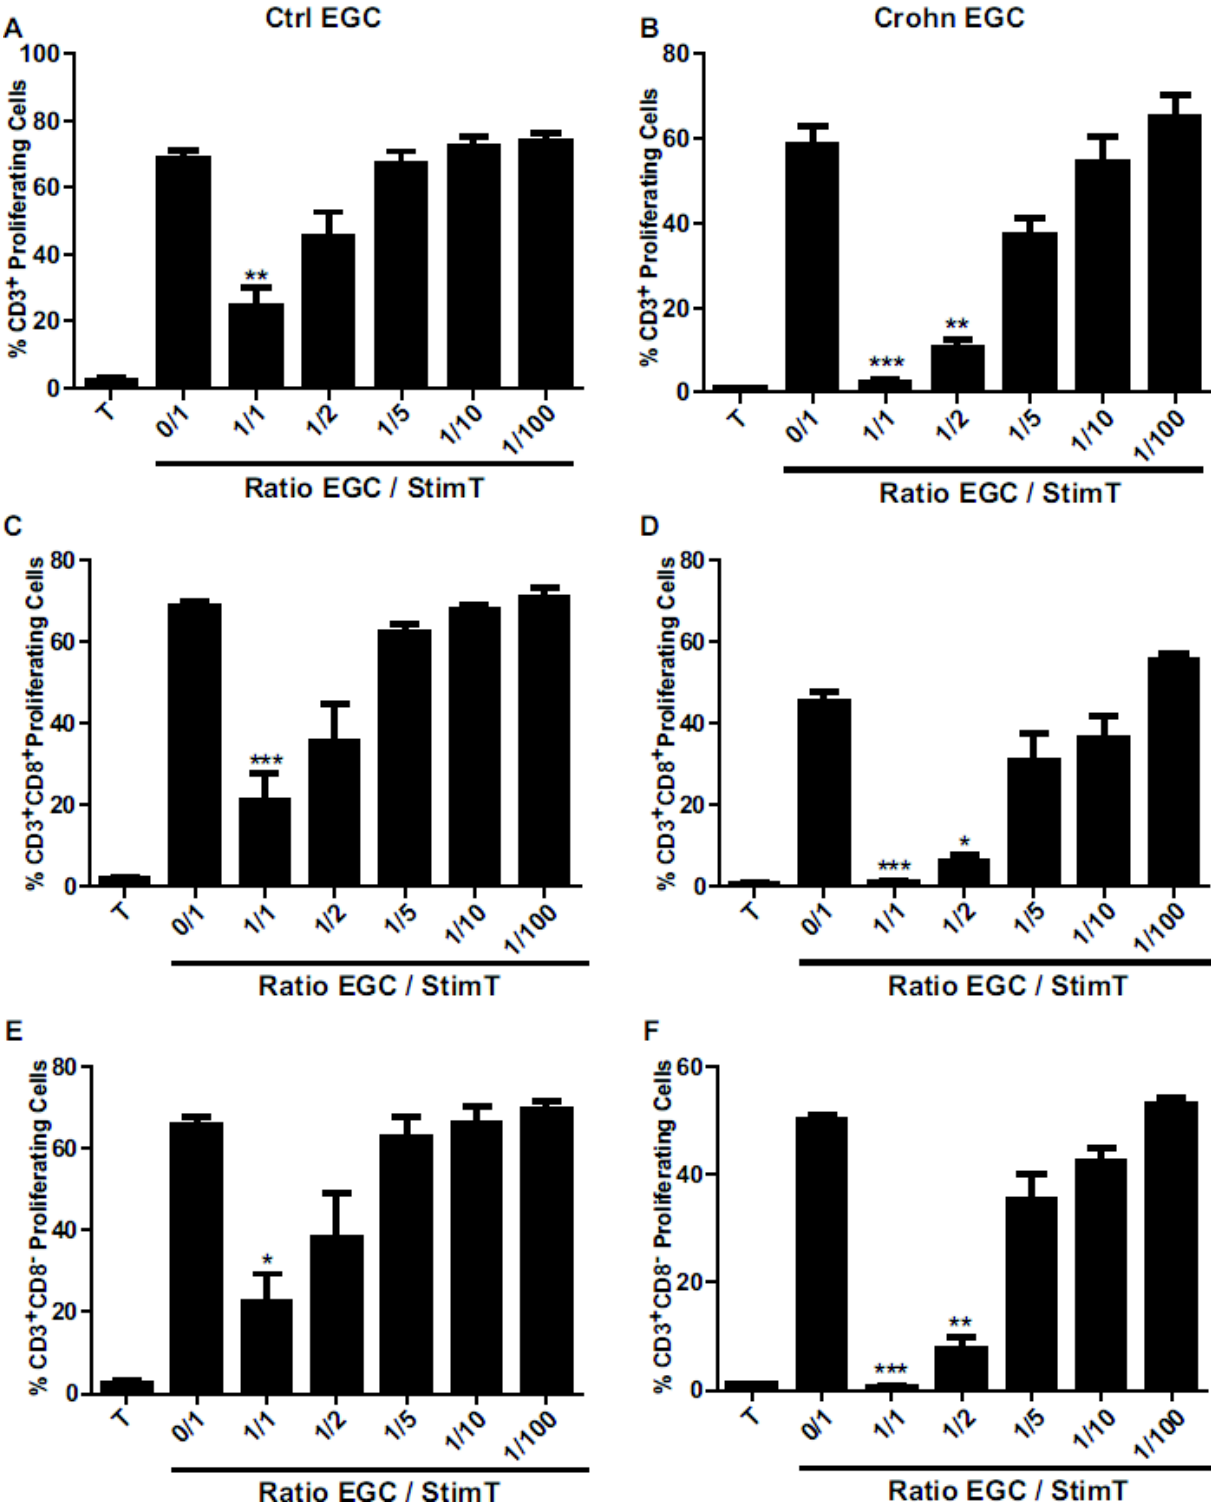 Ctrl EGC
Crohn EGC
A
% CD3+ Proliferating Cells
100
80
60
40
20
0
**
T
0/1
1/1
1/2
1/5
1/10
1/100
Ratio EGC / StimT
B
% CD3+ Proliferating Cells
80
60
40
20
0
***
**
T
0/1
1/1
1/2
1/5
1/10
1/100
Ratio EGC / StimT
C
% CD3+CD8+Proliferating Cells
80
60
40
20
0
***
T
0/1
1/1
1/2
1/5
1/10
1/100
Ratio EGC / StimT
D
% CD3+CD8+Proliferating Cells
80
60
40
20
0
***
*
T
0/1
1/1
1/2
1/5
1/10
1/100
Ratio EGC / StimT
E
% CD3+CD8- Proliferating Cells
80
60
40
20
0
*
T
0/1
1/1
1/2
1/5
1/10
1/100
Ratio EGC / StimT
F
% CD3+CD8- Proliferating Cells
60
40
20
0
***
**
T
0/1
1/1
1/2
1/5
1/10
1/100
Ratio EGC / StimT